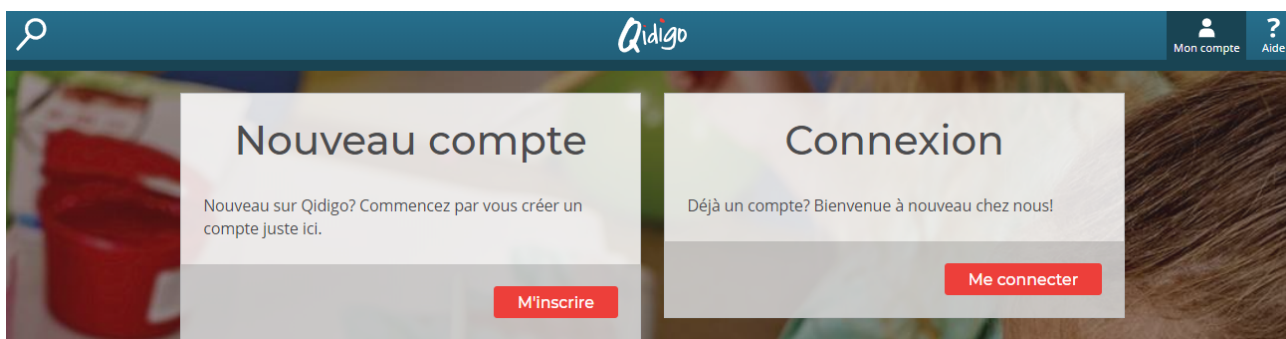 Qidigo
Mon compte
?
Aide
Nouveau compte
Nouveau sur Qidigo? Commencez par vous créer un
compte juste ici.
M'inscrire
Connexion
Déjà un compte? Bienvenue à nouveau chez nous!
Me connecter